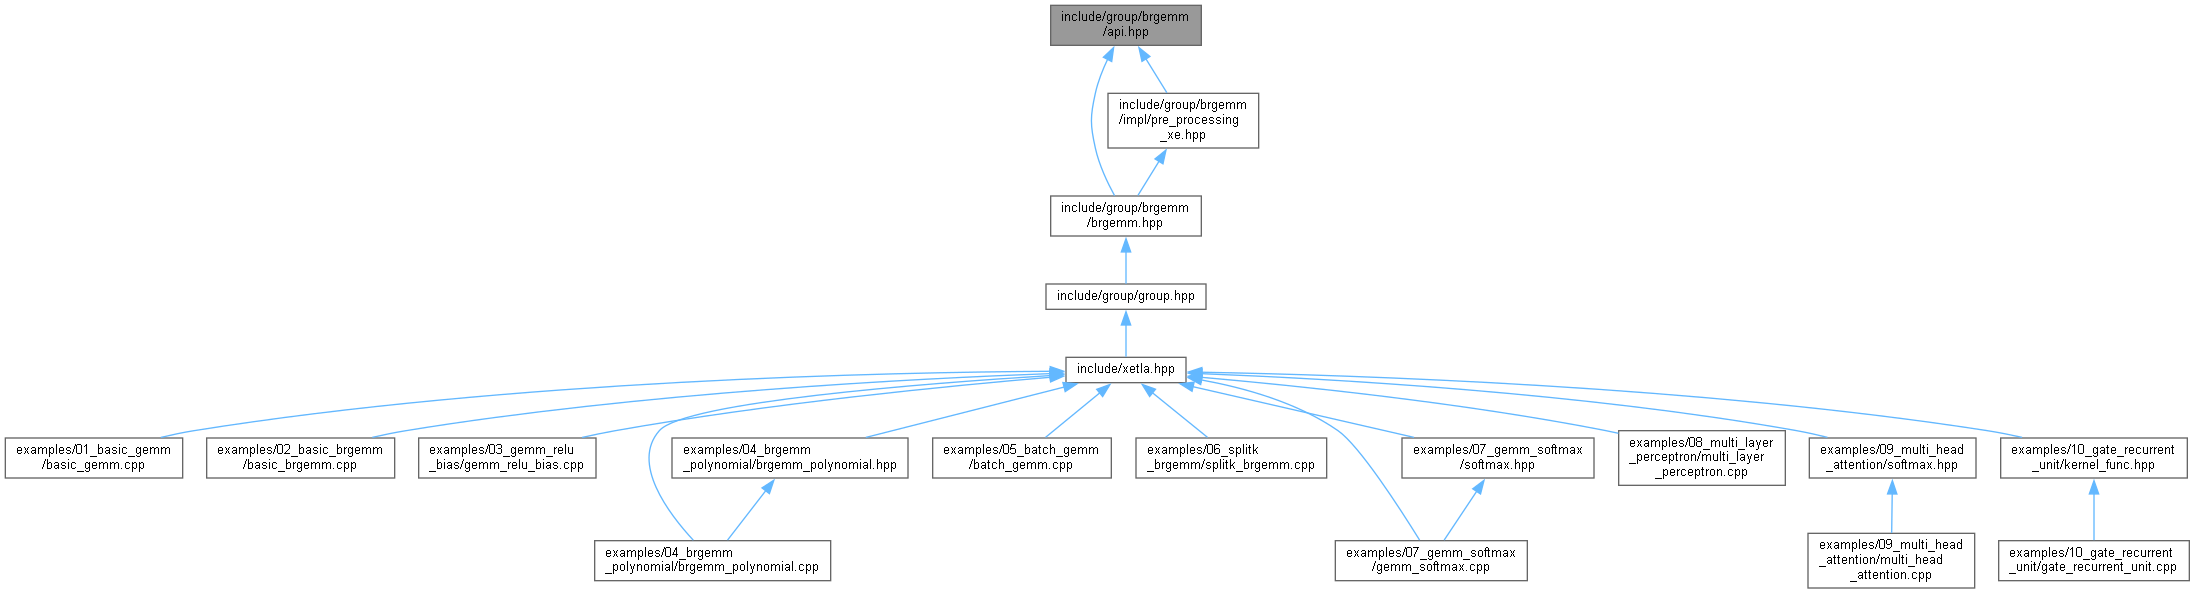 include/group/brgemm
/api.hpp
include/group/brgemm
/impl/pre_processing
_xe.hpp
include/group/brgemm
/brgemm.hpp
include/group/group.hpp
include/xetla.hpp
examples/01_basic_gemm
/basic_gemm.cpp
examples/02_basic_brgemm
/basic_brgemm.cpp
examples/03_gemm_relu
_bias/gemm_relu_bias.cpp
examples/04_brgemm
_polynomial/brgemm_polynomial.hpp
examples/05_batch_gemm
/batch_gemm.cpp
examples/06_splitk
_brgemm/splitk_brgemm.cpp
examples/07_gemm_softmax
/softmax.hpp
examples/08_multi_layer
_perceptron/multi_layer
_perceptron.cpp
examples/09_multi_head
_attention/softmax.hpp
examples/10_gate_recurrent
_unit/kernel_func.hpp
examples/04_brgemm
_polynomial/brgemm_polynomial.cpp
examples/07_gemm_softmax
/gemm_softmax.cpp
examples/09_multi_head
_attention/multi_head
_attention.cpp
examples/10_gate_recurrent
_unit/gate_recurrent_unit.cpp